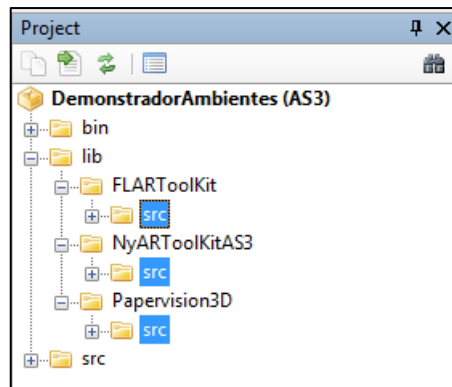 Project
DemonstradorAmbientes (AS3)
bin
lib
FLARToolKit
src
NyARToolKitAS3
src
Papervision3D
src
src